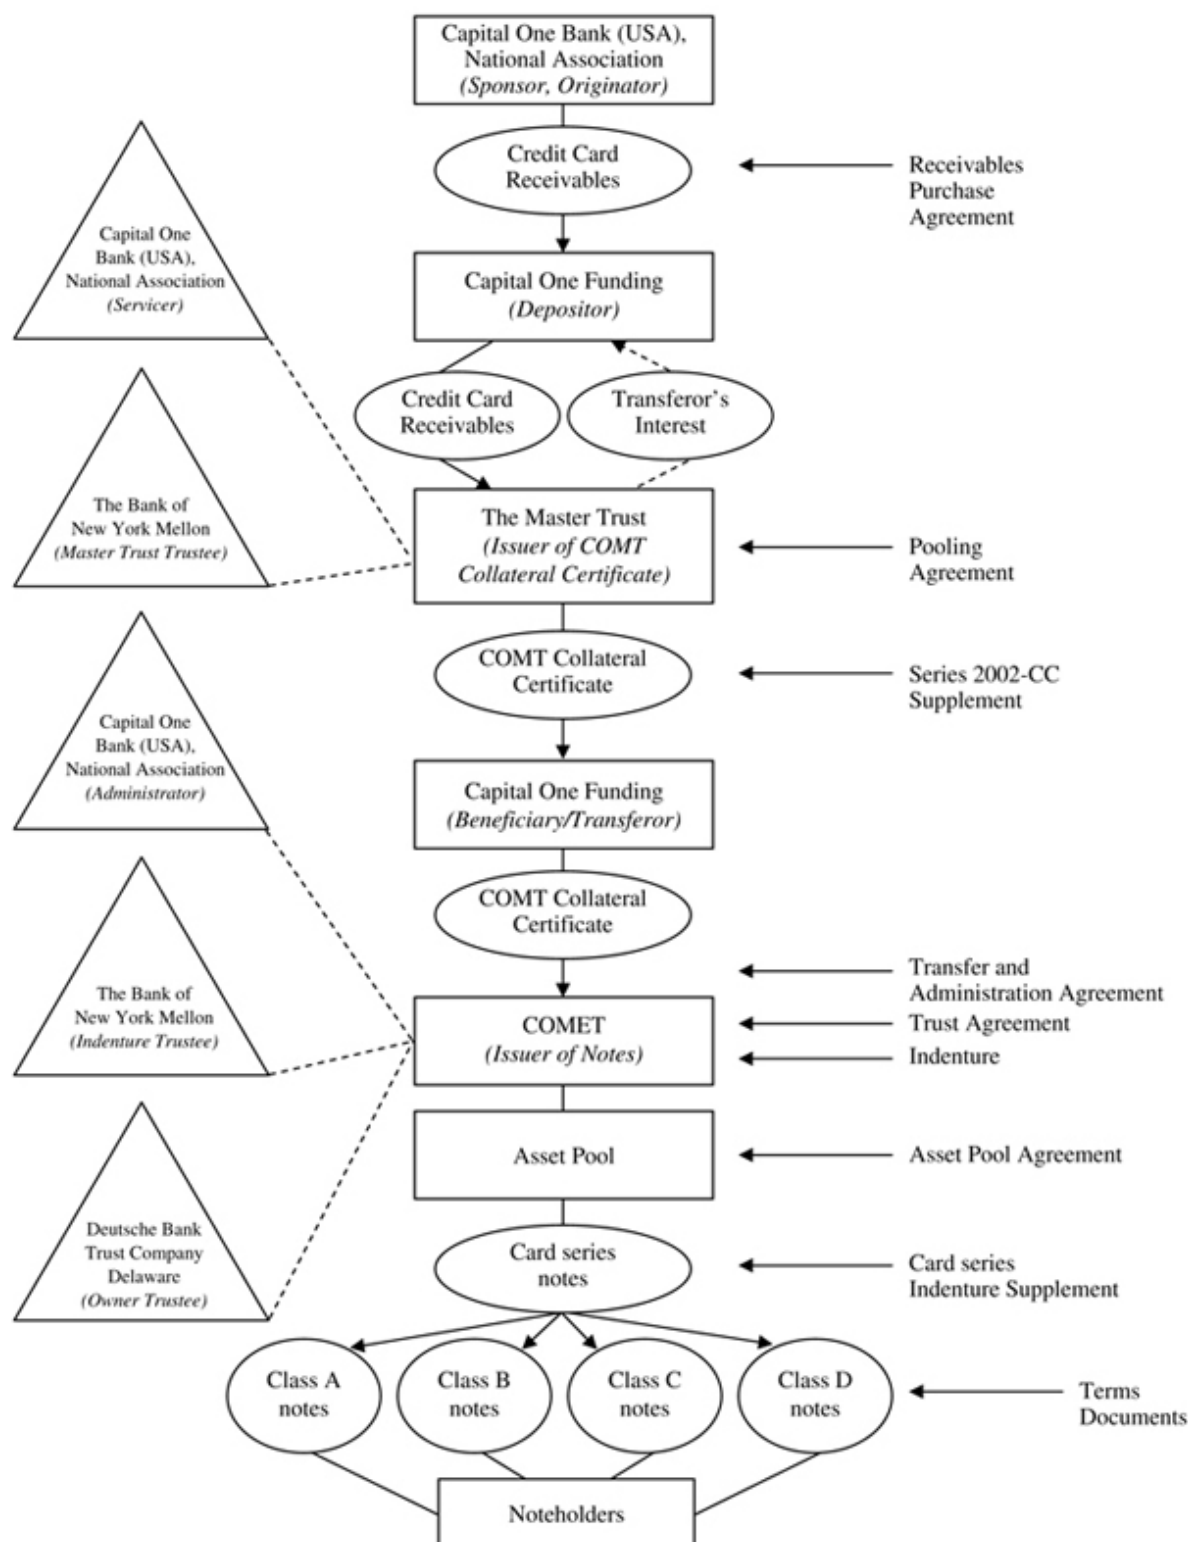 Capital One Bank (USA),
National Association
(Sponsor, Originator)
Credit Card
Receivables
Receivables
Purchase
Agreement
Capital One
Bank (USA),
National Association
(Servicer)
Capital One Funding
(Depositor)
Credit Card
Receivables
Transferor's
Interest
The Bank of
New York Mellon
(Master Trust Trustee)
The Master Trust
(Issuer of COMT
Collateral Certificate)
Pooling
Agreement
COMT Collateral
Certificate
Series 2002-CC
Supplement
Capital One
Bank (USA),
National Association
(Administrator)
Capital One Funding
(Beneficiary/Transferor)
COMT Collateral
Certificate
Transfer and
Administration Agreement
The Bank of
New York Mellon
(Indenture Trustee)
COMET
(Issuer of Notes)
Trust Agreement
Indenture
Asset Pool
Asset Pool Agreement
Deutsche Bank
Trust Company
Delaware
(Owner Trustee)
Card series
notes
Card series
Indenture Supplement
Class A
notes
Class B
notes
Class C
notes
Class D
notes
Terms
Documents
Noteholders